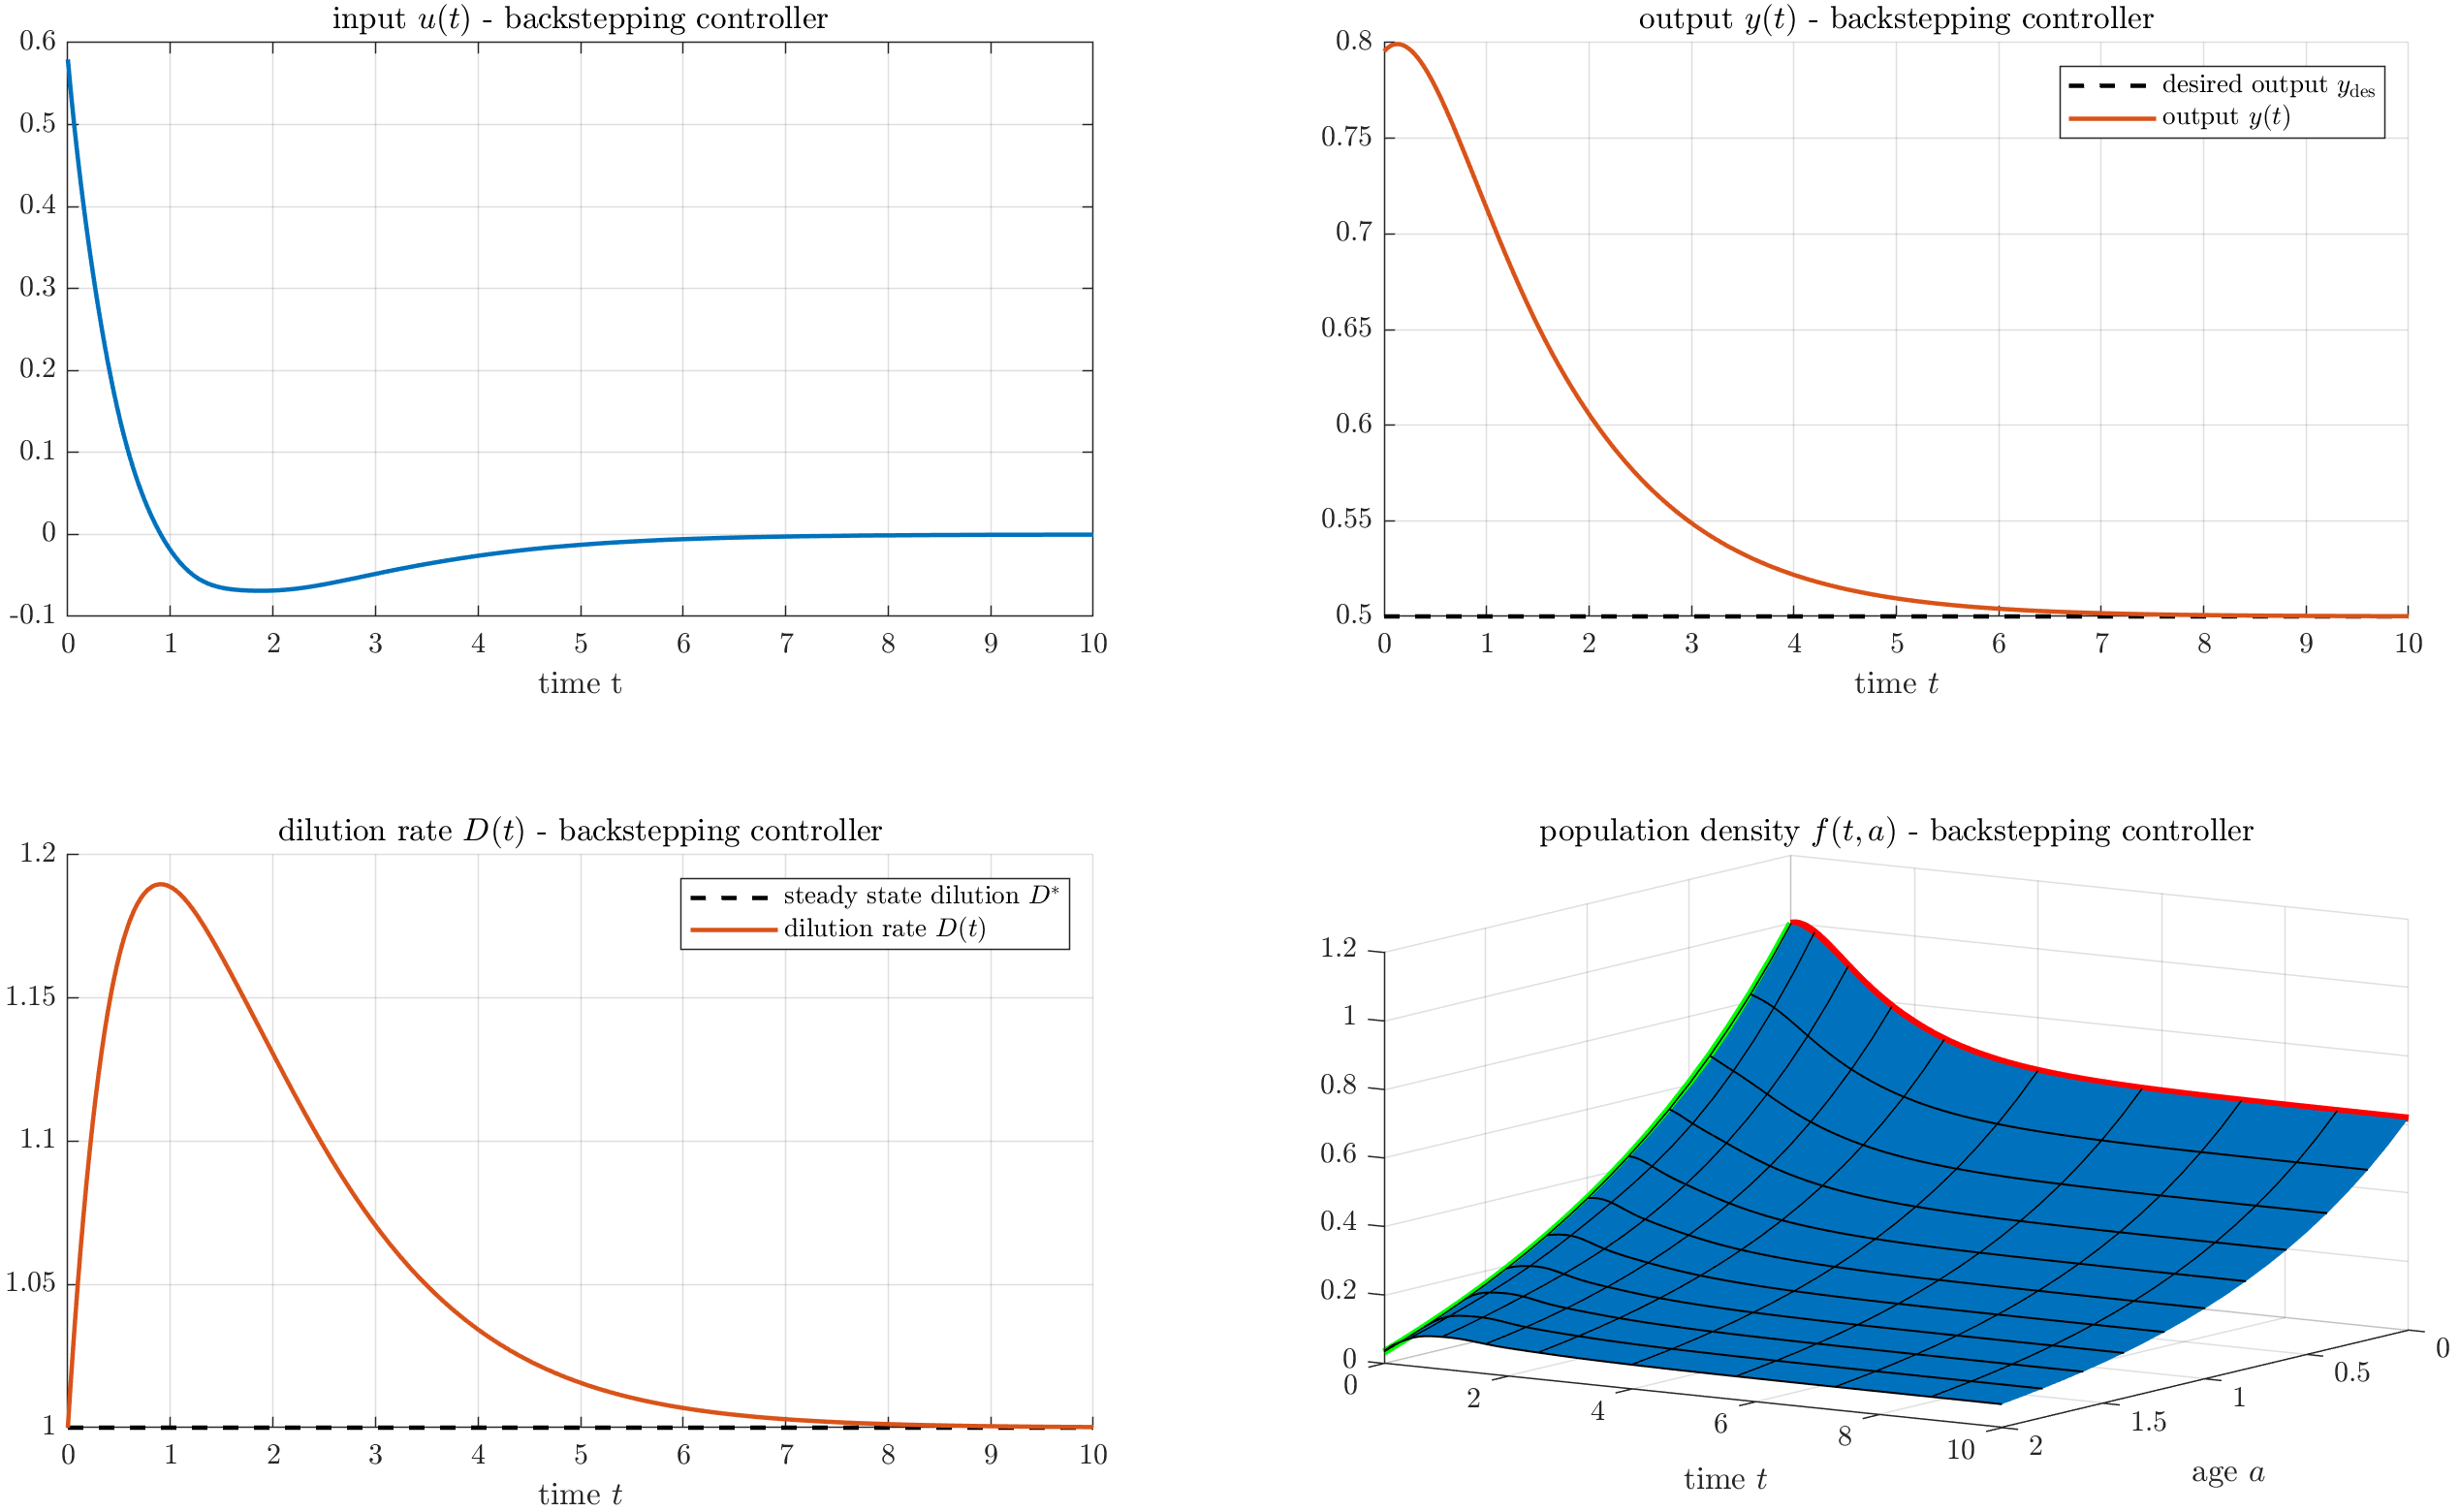 input u(t) - backstepping controller
0.6
0.5
0.4
0.3
0.2
0.1
0
-0.1
0 1 2 3 4 5 6 7 8 9 10
time t
output y(t) - backstepping controller
0.8
0.75
0.7
0.65
0.6
0.55
0.5
desired output y_des
output y(t)
0 1 2 3 4 5 6 7 8 9 10
time t
dilution rate D(t) - backstepping controller
1.2
1.15
1.1
1.05
1
steady state dilution D*
dilution rate D(t)
0 1 2 3 4 5 6 7 8 9 10
time t
population density f(t, a) - backstepping controller
1.2
1
0.8
0.6
0.4
0.2
0
0 2 4 6 8 10
time t
2 1.5 1 0.5 0
age a